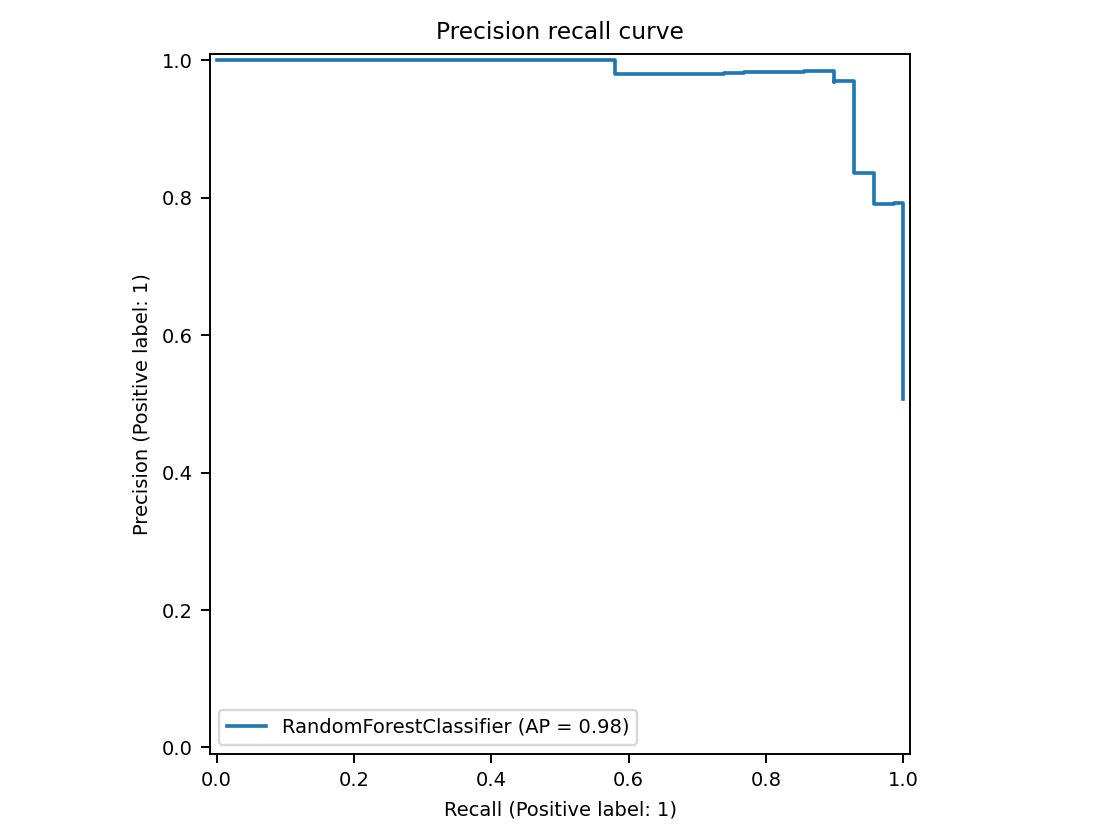 Precision recall curve
1.0
0.8
0.6
0.4
0.2
0.0
Precision (Positive label: 1)
RandomForestClassifier (AP = 0.98)
0.0 0.2 0.4 0.6 0.8 1.0
Recall (Positive label: 1)